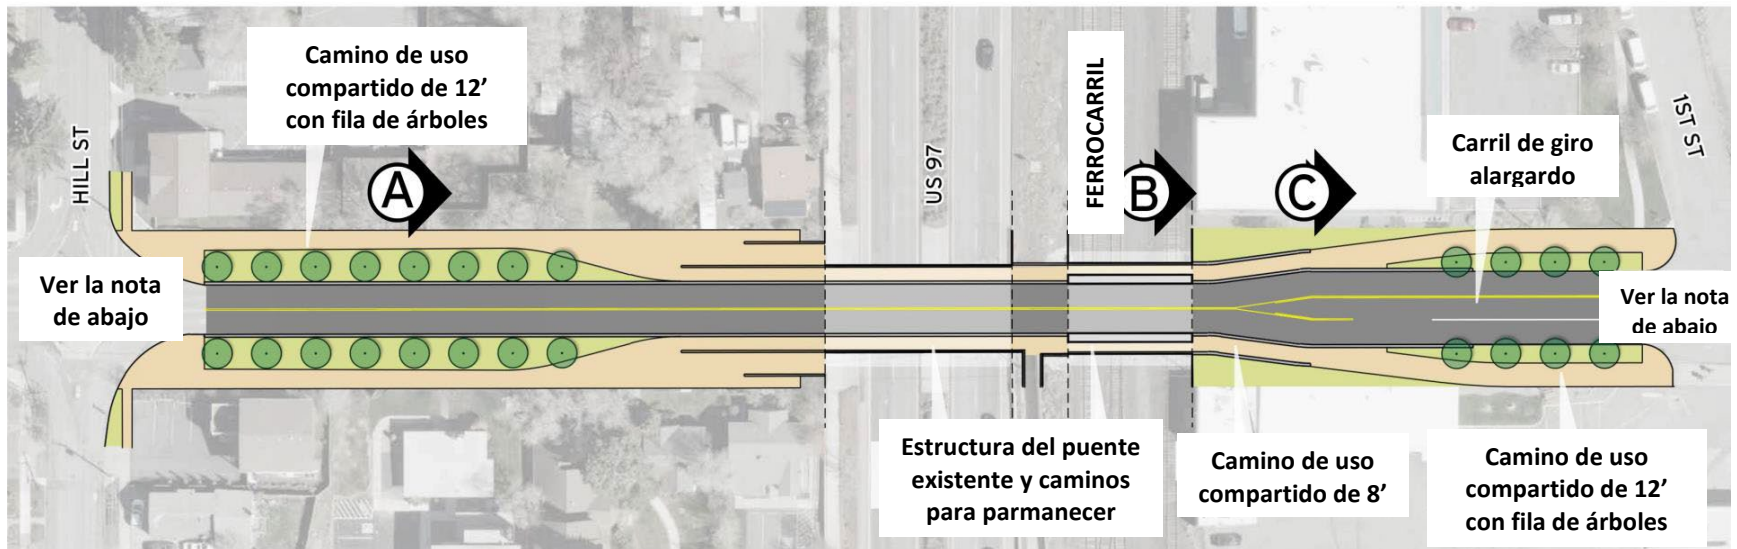 Camino de uso
compartido de 12’
con fila de árboles
HILL ST
A
US 97
FERROCARRIL
B
C
Carril de giro
alargardo
1ST ST
Ver la nota
de abajo
Ver la nota
de abajo
Estructura del puente
existente y caminos
para parmanecer
Camino de uso
compartido de 8’
Camino de uso
compartido de 12’
con fila de árboles